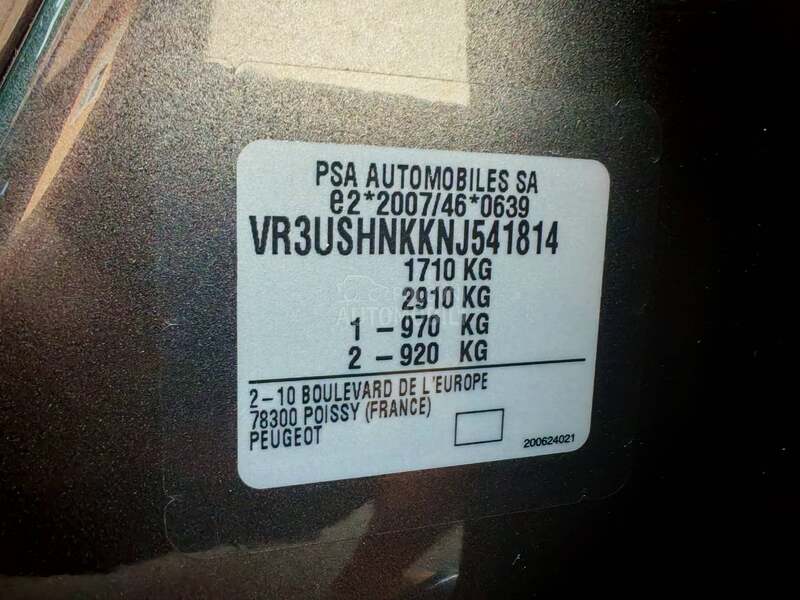 PSA AUTOMOBILES SA
e2*2007/46*0639
VR3USHNKKNJ541814
1710 KG
2910 KG
1 - 970 KG
2 - 920 KG
2-10 BOULEVARD DE L'EUROPE
78300 POISSY (FRANCE)
PEUGEOT
200624021